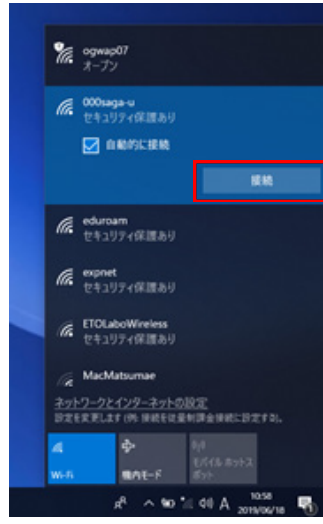 ogwap07
オープン
000saga-u
セキュリティ保護あり
自動的に接続
接続
eduroam
セキュリティ保護あり
expnet
セキュリティ保護あり
ETOLaboWireless
セキュリティ保護あり
MacMatsumae
ネットワークとインターネットの設定
設定を変更します (例: 接続を従量制課金接続に設定する)。
Wi-Fi
機内モード
モバイル ホットスポット
A
10:58
2019/06/18
1